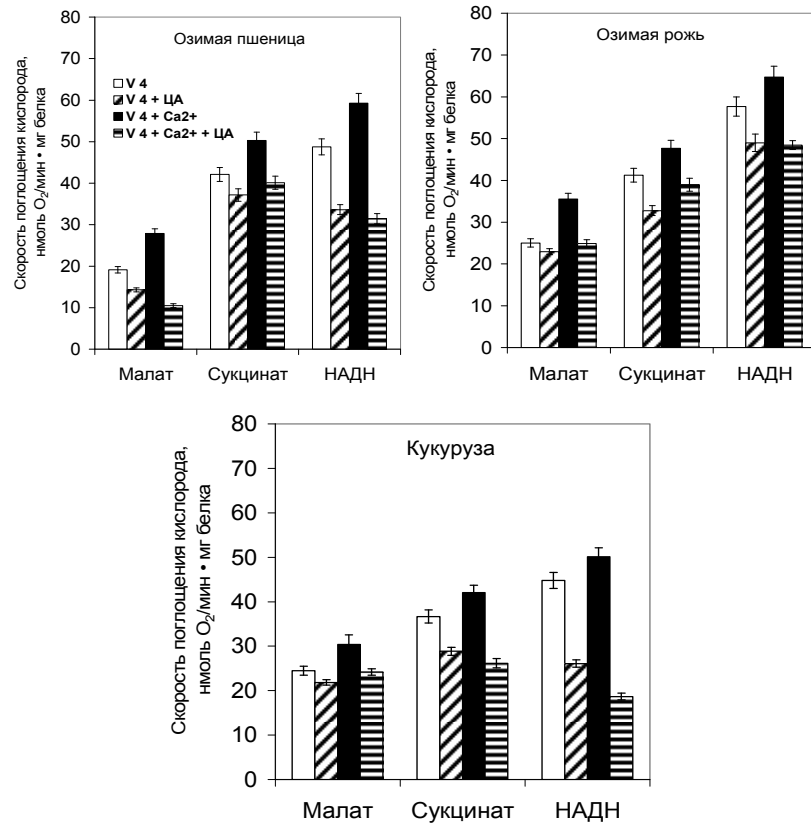 Скорость поглощения кислорода,
нмоль O₂/мин • мг белка
80
70
60
50
40
30
20
10
0
Озимая пшеница
V 4
V 4 + ЦА
V 4 + Ca2+
V 4 + Ca2+ + ЦА
Малат Сукцинат НАДН
Скорость поглощения кислорода,
нмоль O₂/мин • мг белка
80
70
60
50
40
30
20
10
0
Озимая рожь
Малат Сукцинат НАДН
Скорость поглощения кислорода,
нмоль O₂/мин • мг белка
80
70
60
50
40
30
20
10
0
Кукуруза
Малат Сукцинат НАДН